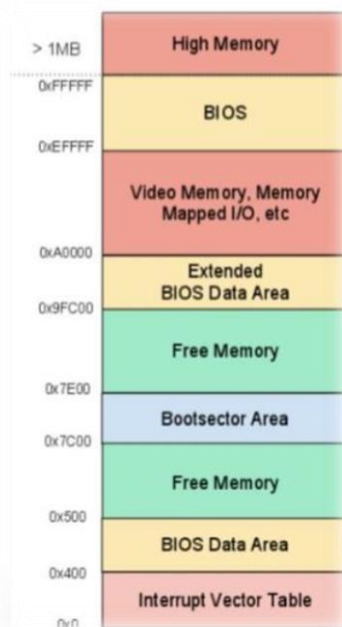 High Memory
> 1MB
0xFFFFF
BIOS
0xEFFFF
Video Memory, Memory
Mapped I/O, etc
0xA0000
Extended
BIOS Data Area
0x9FC00
Free Memory
0x7E00
Bootsector Area
0x7C00
Free Memory
0x500
BIOS Data Area
0x400
Interrupt Vector Table
0x0